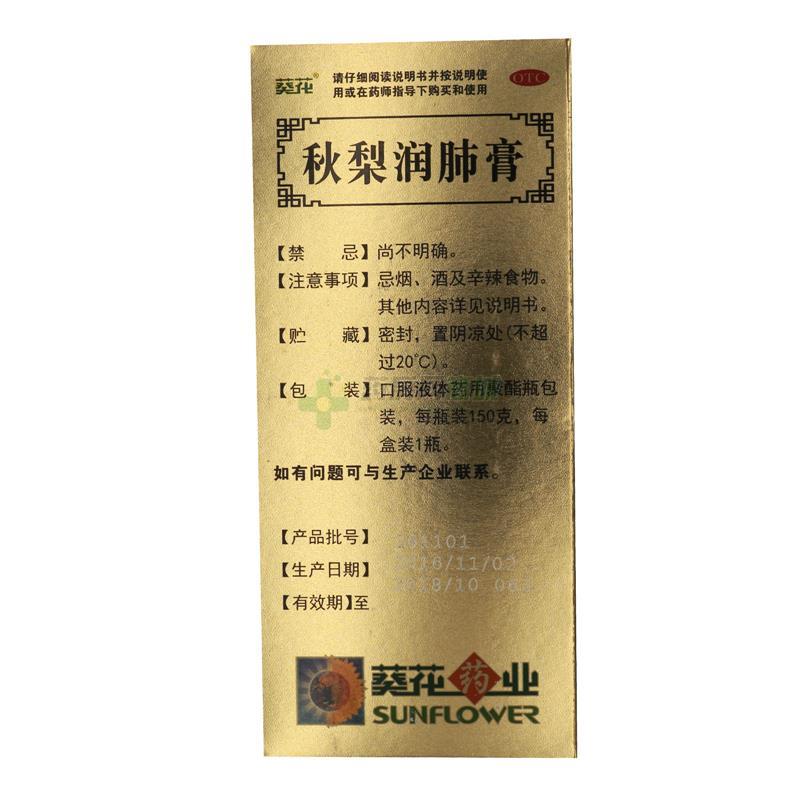 葵花®
请仔细阅读说明书并按说明使
用或在药师指导下购买和使用
OTC
秋梨润肺膏
【禁 忌】尚不明确。
【注意事项】忌烟、酒及辛辣食物。
其他内容详见说明书。
【贮 藏】密封，置阴凉处(不超
过20℃)。
【包 装】口服液体药用聚酯瓶包
装，每瓶装150克，每
盒装1瓶。
如有问题可与生产企业联系。
【产品批号】
【生产日期】2016/11/02
【有效期】至 2018/10
葵花药业
SUNFLOWER